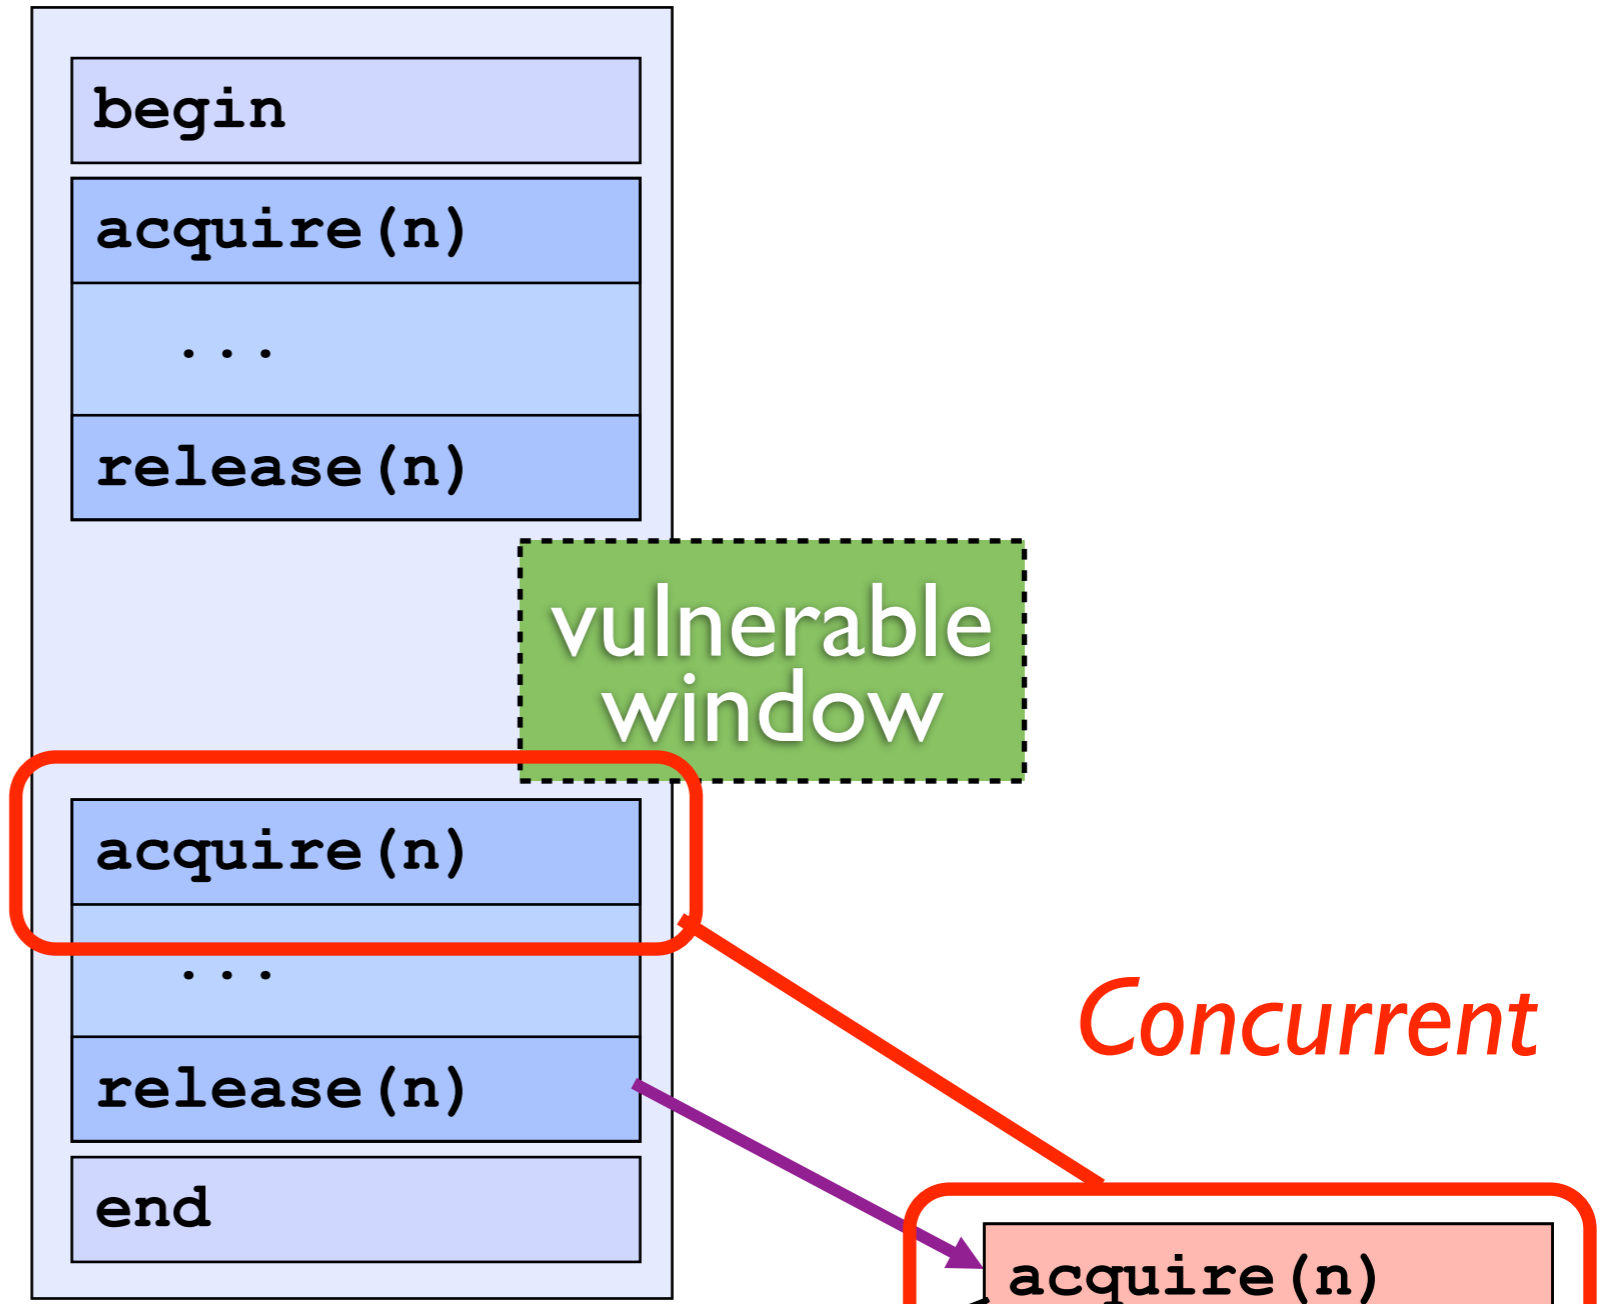 begin
acquire(n)
...
release(n)
vulnerable
window
acquire(n)
...
release(n)
end
Concurrent
acquire(n)